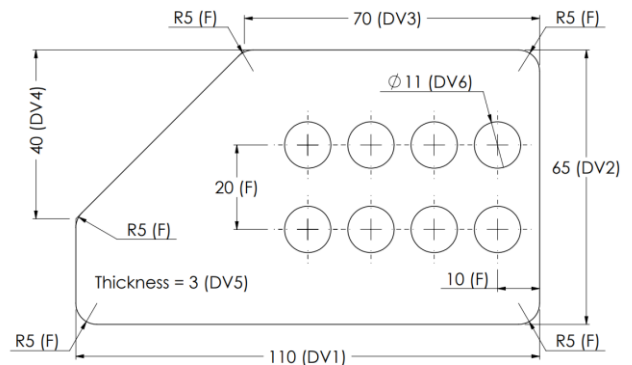 R5 (F)
70 (DV3)
R5 (F)
40 (DV4)
∅ 11 (DV6)
20 (F)
65 (DV2)
R5 (F)
Thickness = 3 (DV5)
10 (F)
R5 (F)
R5 (F)
110 (DV1)